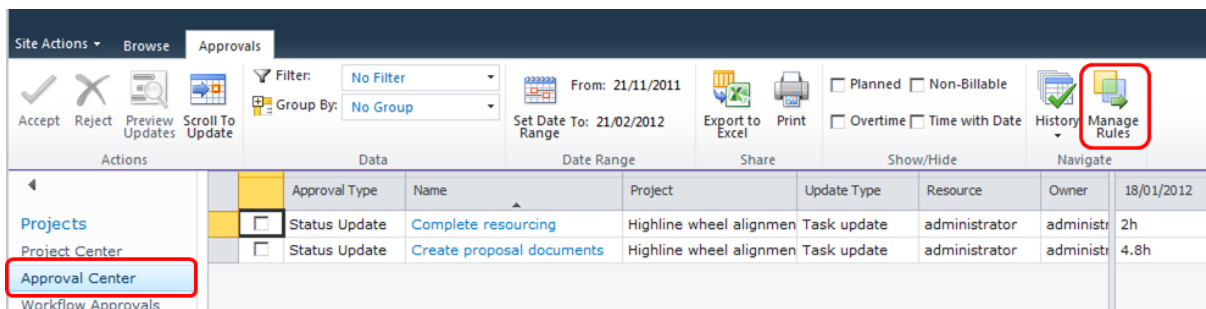 Site Actions Browse Approvals
Filter: No Filter
From: 21/11/2011
Planned Non-Billable
Group By: No Group
Accept Reject Preview Updates Scroll To Update
Set Date Range To: 21/02/2012
Export to Excel Print
Overtime Time with Date
History Manage Rules
Actions Data Date Range Share Show/Hide Navigate
Approval Type Name Project Update Type Resource Owner 18/01/2012
Projects
Status Update Complete resourcing Highline wheel alignmen Task update administrator administr 2h
Project Center
Status Update Create proposal documents Highline wheel alignmen Task update administrator administr 4.8h
Approval Center
Workflow Approvals